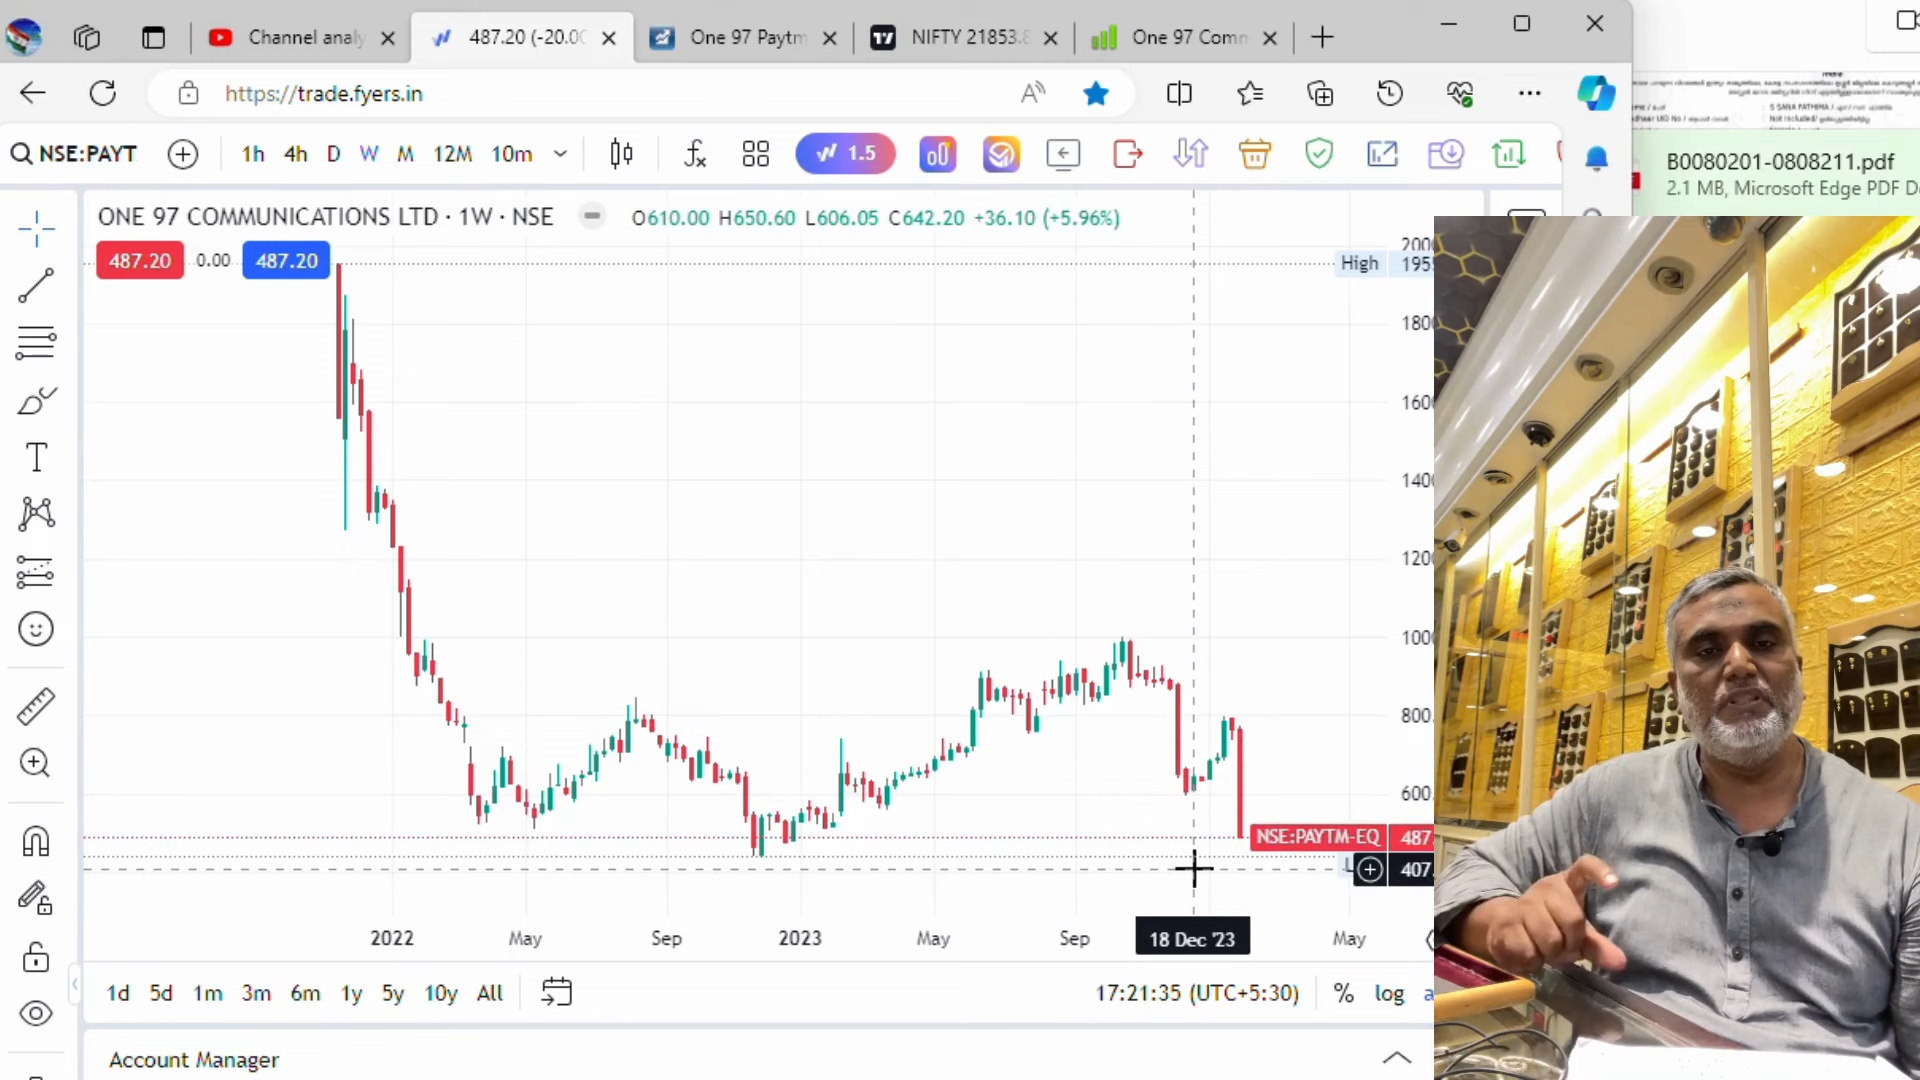 Channel analy
487.20 (-20.00
One 97 Paytm
NIFTY 21853.8
One 97 Comm
https://trade.fyers.in
NSE:PAYT
1h 4h D W M 12M 10m
1.5
B0080201-0808211.pdf
2.1 MB, Microsoft Edge PDF D
ONE 97 COMMUNICATIONS LTD · 1W · NSE
O610.00 H650.60 L606.05 C642.20 +36.10 (+5.96%)
487.20 0.00 487.20
2000
High 195
1800
1600
1400
1200
1000
800.
600.
NSE:PAYTM-EQ 487.
407.
2022 May Sep 2023 May Sep 18 Dec '23 May
1d 5d 1m 3m 6m 1y 5y 10y All
17:21:35 (UTC+5:30) % log a
Account Manager